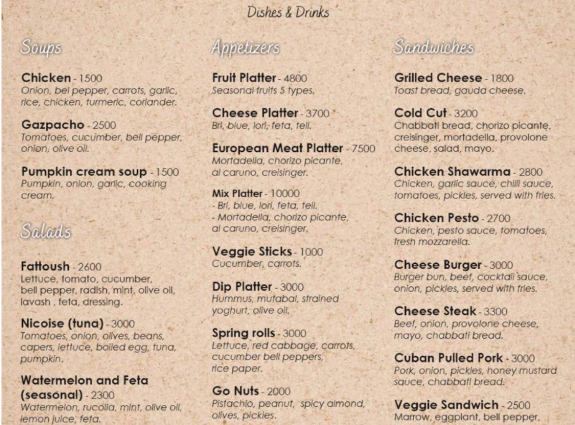 Dishes & Drinks
Soups
Chicken - 1500
Onion, bel pepper, carrots, garlic,
rice, chicken, turmeric, coriander.
Gazpacho - 2500
Tomatoes, cucumber, bell pepper,
onion, olive oil.
Pumpkin cream soup - 1500
Pumpkin, onion, garlic, cooking
cream.
Salads
Fattoush - 2600
Lettuce, tomato, cucumber,
bell pepper, radish, mint, olive oil,
lavash , feta, dressing.
Nicoise (tuna) - 3000
Tomatoes, onion, olives, beans,
capers, lettuce, boiled egg, tuna,
pumpkin.
Watermelon and Feta
(seasonal) - 2300
Watermelon, rucolla, mint, olive oil,
lemon juice, feta.
Appetizers
Fruit Platter - 4800
Seasonal fruits 5 types.
Cheese Platter - 3700
Bri, blue, lori, feta, teli.
European Meat Platter - 7500
Mortadella, chorizo picante,
al caruno, creisinger.
Mix Platter - 10000
- Bri, blue, lori, feta, teli.
- Mortadella, chorizo picante,
al caruno, creisinger.
Veggie Sticks - 1000
Cucumber, carrots.
Dip Platter - 3000
Hummus, mutabal, strained
yoghurt, olive oil.
Spring rolls - 3000
Lettuce, red cabbage, carrots,
cucumber bell peppers,
rice paper.
Go Nuts - 2000
Pistachio, peanut, spicy almond,
olives, pickles.
Sandwiches
Grilled Cheese - 1800
Toast bread, gauda cheese.
Cold Cut - 3200
Chabbati bread, chorizo picante,
creisinger, mortadela, provolone
cheese, salad, mayo.
Chicken Shawarma - 2800
Chicken, garlic sauce, chili sauce,
tomatoes, pickles, served with fries.
Chicken Pesto - 2700
Chicken, pesto sauce, tomatoes,
fresh mozzarella.
Cheese Burger - 3000
Burger bun, beef, cocktail sauce,
onion, pickles, served with fries.
Cheese Steak - 3300
Beef, onion, provolone cheese,
mayo, chabbati bread.
Cuban Pulled Pork - 3000
Pork, onion, pickles, honey mustard
sauce, chabbati bread.
Veggie Sandwich - 2500
Marrow, eggplant, bell pepper,